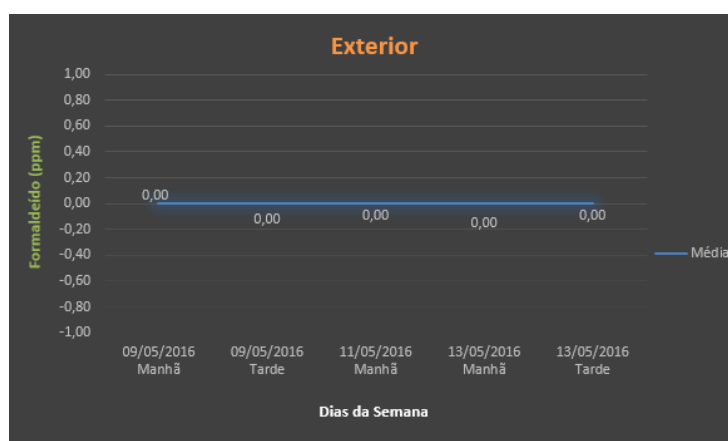 Exterior
Formaldeído (ppm)
1,00
0,80
0,60
0,40
0,20
0,00
-0,20
-0,40
-0,60
-0,80
-1,00
0,00
0,00
0,00
0,00
0,00
Média
09/05/2016
Manhã
09/05/2016
Tarde
11/05/2016
Manhã
13/05/2016
Manhã
13/05/2016
Tarde
Dias da Semana